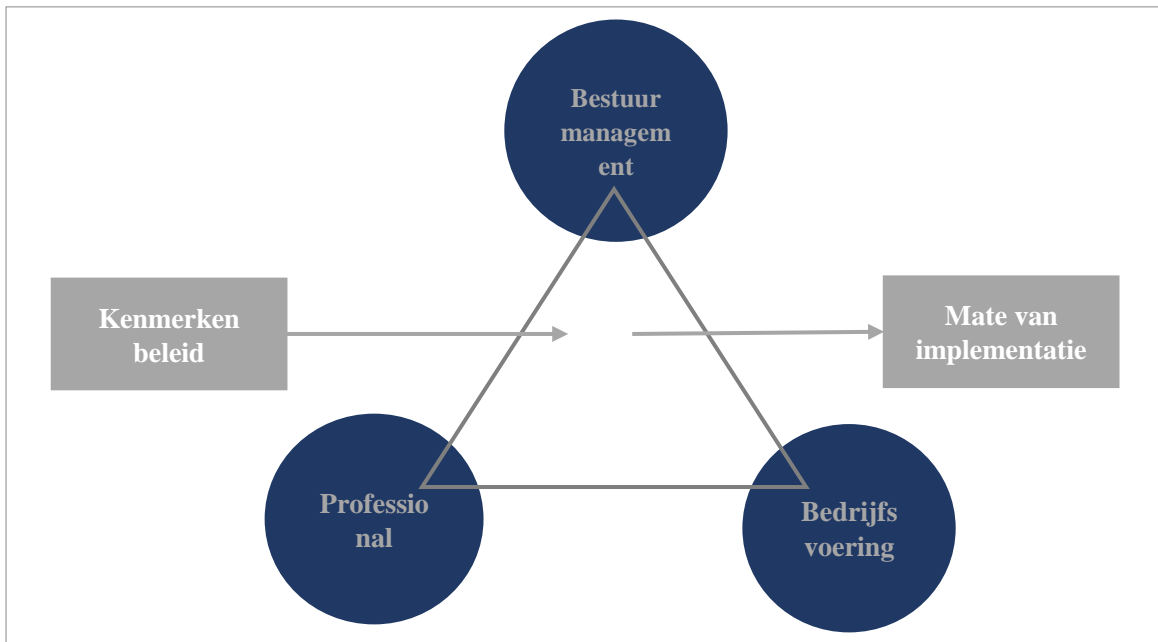 Bestuur
managem
ent
Kenmerken
beleid
Mate van
implementatie
Professio
nal
Bedrijfs
voering